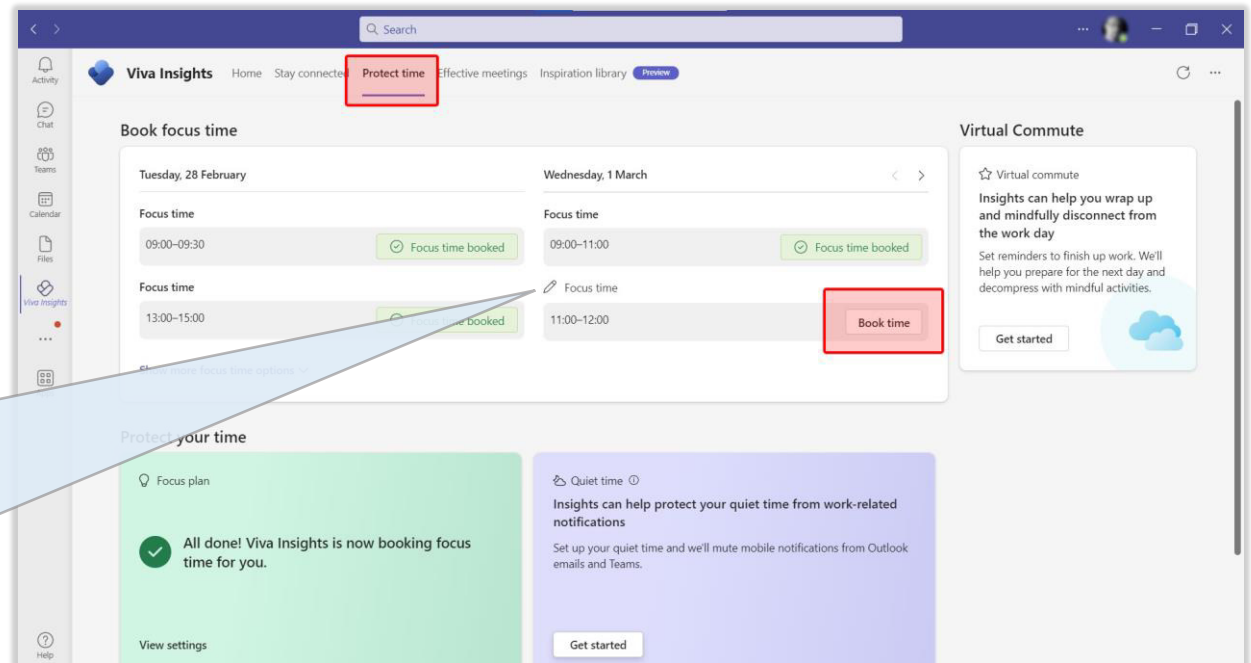 Search
Activity
Chat
Teams
Calendar
Files
Viva Insights
Help
Viva Insights Home Stay connected Protect time Effective meetings Inspiration library Preview
Book focus time
Tuesday, 28 February
Focus time
09:00–09:30 Focus time booked
Focus time
13:00–15:00 Focus time booked
Show more focus time options
Wednesday, 1 March
Focus time
09:00–11:00 Focus time booked
Focus time
11:00–12:00 Book time
Virtual Commute
Virtual commute
Insights can help you wrap up
and mindfully disconnect from
the work day
Set reminders to finish up work. We'll
help you prepare for the next day and
decompress with mindful activities.
Get started
Protect your time
Focus plan
All done! Viva Insights is now booking focus
time for you.
View settings
Quiet time
Insights can help protect your quiet time from work-related
notifications
Set up your quiet time and we'll mute mobile notifications from Outlook
emails and Teams.
Get started